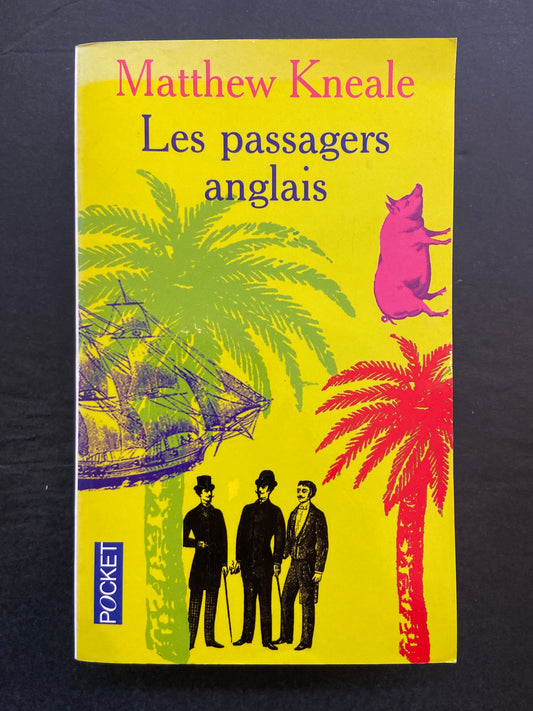 Matthew Kneale
Les passagers
anglais
POCKET